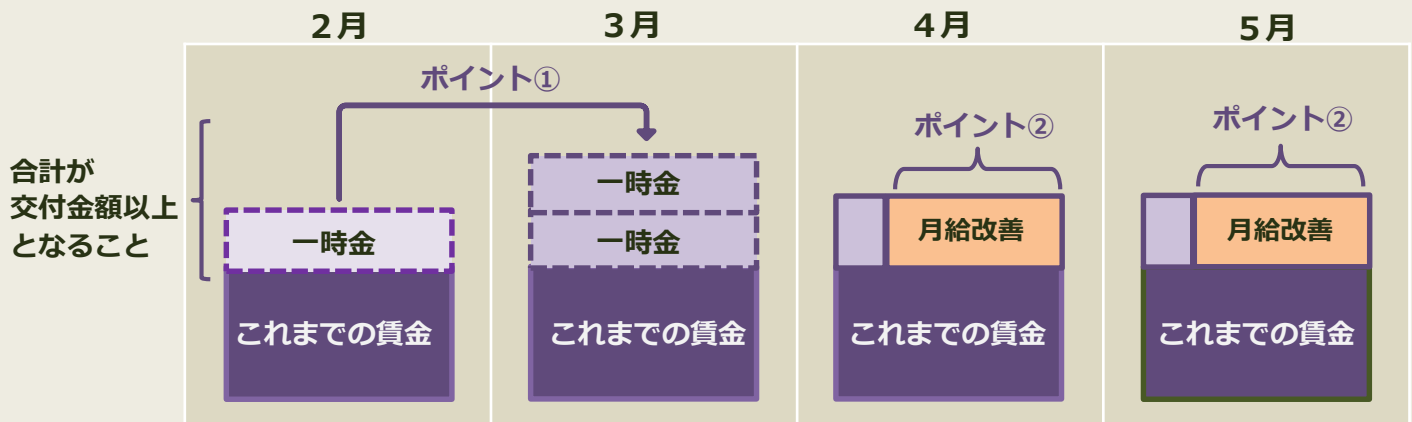 ２月
３月
４月
５月
ポイント①
ポイント②
ポイント②
合計が
交付金額以上
となること
一時金
これまでの賃金
一時金
一時金
これまでの賃金
月給改善
これまでの賃金
月給改善
これまでの賃金